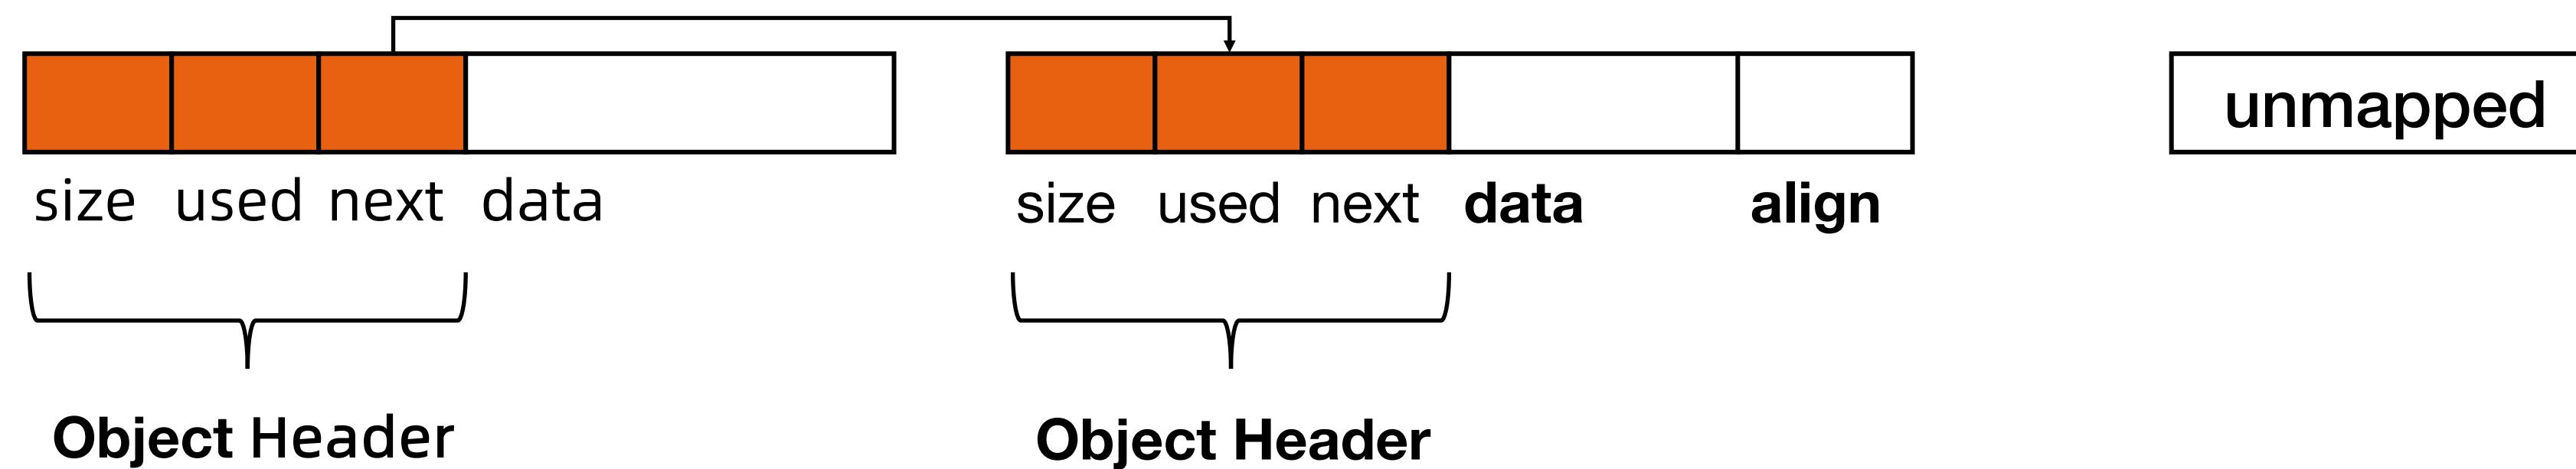 unmapped
size used next data
size used next data align
Object Header
Object Header